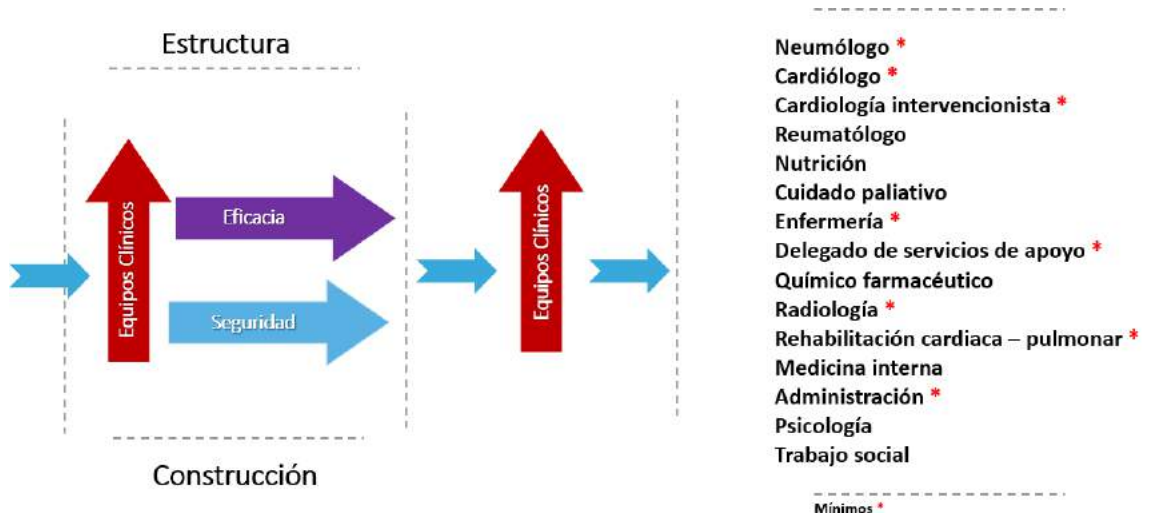 Estructura
Equipos Clínicos
Eficacia
Seguridad
Construcción
Equipos Clínicos
Neumólogo *
Cardiólogo *
Cardiología intervencionista *
Reumatólogo
Nutrición
Cuidado paliativo
Enfermería *
Delegado de servicios de apoyo *
Químico farmacéutico
Radiología *
Rehabilitación cardiaca – pulmonar *
Medicina interna
Administración *
Psicología
Trabajo social
Mínimos *